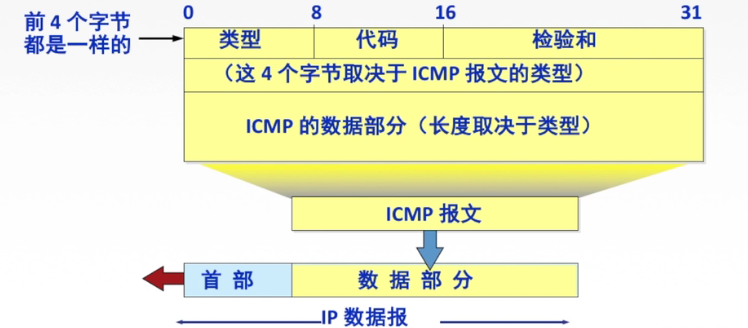 0 8 16 31
前 4 个字节
都是一样的
类型 代码 检验和
（这 4 个字节取决于 ICMP 报文的类型）
ICMP 的数据部分（长度取决于类型）
ICMP 报文
首 部 数 据 部 分
IP 数据报